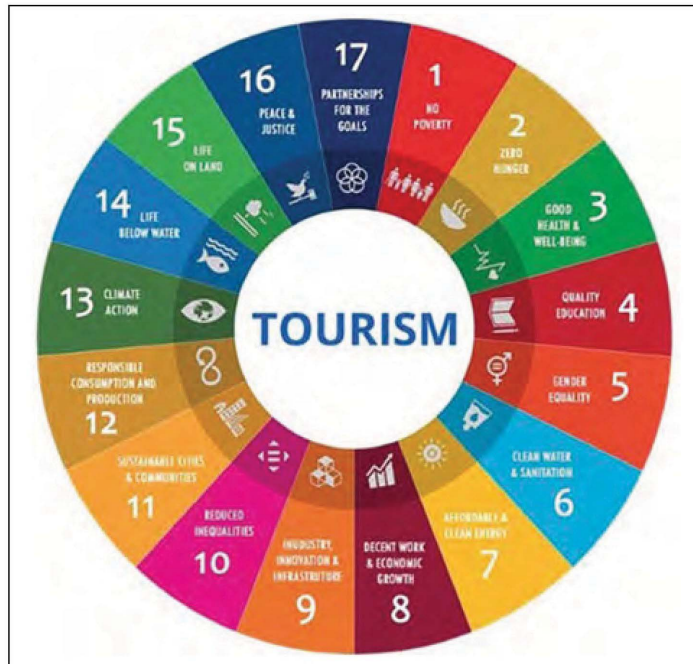 TOURISM
1
NO
POVERTY
2
ZERO
HUNGER
3
GOOD
HEALTH &
WELL-BEING
4
QUALITY
EDUCATION
5
GENDER
EQUALITY
6
CLEAN WATER
& SANITATION
7
AFFORDABLE &
CLEAN ENERGY
8
DECENT WORK
& ECONOMIC
GROWTH
9
INUDUSTRY,
INNOVATION &
INFRASTRUTURE
10
REDUCED
INEQUALITIES
11
SUSTAINABLE CITIES
& COMMUNITIES
12
RESPONSIBLE
CONSUMPTION AND
PRODUCTION
13
CLIMATE
ACTION
14
LIFE
BELOW WATER
15
LIFE
ON LAND
16
PEACE &
JUSTICE
17
PARTNERSHIPS
FOR THE
GOALS